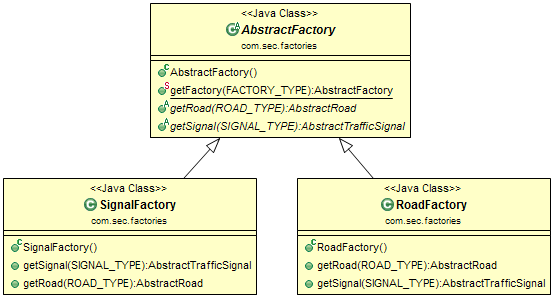 <<Java Class>>
AbstractFactory
com.sec.factories
AbstractFactory()
getFactory(FACTORY_TYPE):AbstractFactory
getRoad(ROAD_TYPE):AbstractRoad
getSignal(SIGNAL_TYPE):AbstractTrafficSignal
<<Java Class>>
SignalFactory
com.sec.factories
SignalFactory()
getSignal(SIGNAL_TYPE):AbstractTrafficSignal
getRoad(ROAD_TYPE):AbstractRoad
<<Java Class>>
RoadFactory
com.sec.factories
RoadFactory()
getRoad(ROAD_TYPE):AbstractRoad
getSignal(SIGNAL_TYPE):AbstractTrafficSignal